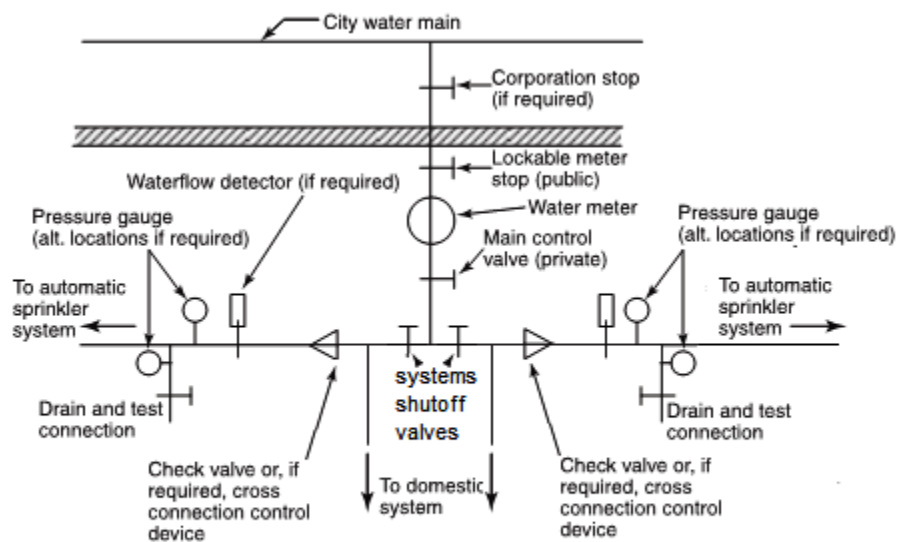 City water main
Corporation stop
(if required)
Lockable meter
stop (public)
Waterflow detector (if required)
Water meter
Pressure gauge
(alt. locations if required)
Pressure gauge
(alt. locations if required)
Main control
valve (private)
To automatic
sprinkler
system
To automatic
sprinkler
system
systems
shutoff
valves
Drain and test
connection
Drain and test
connection
Check valve or, if
required, cross
connection control
device
To domestic
system
Check valve or, if
required, cross
connection control
device